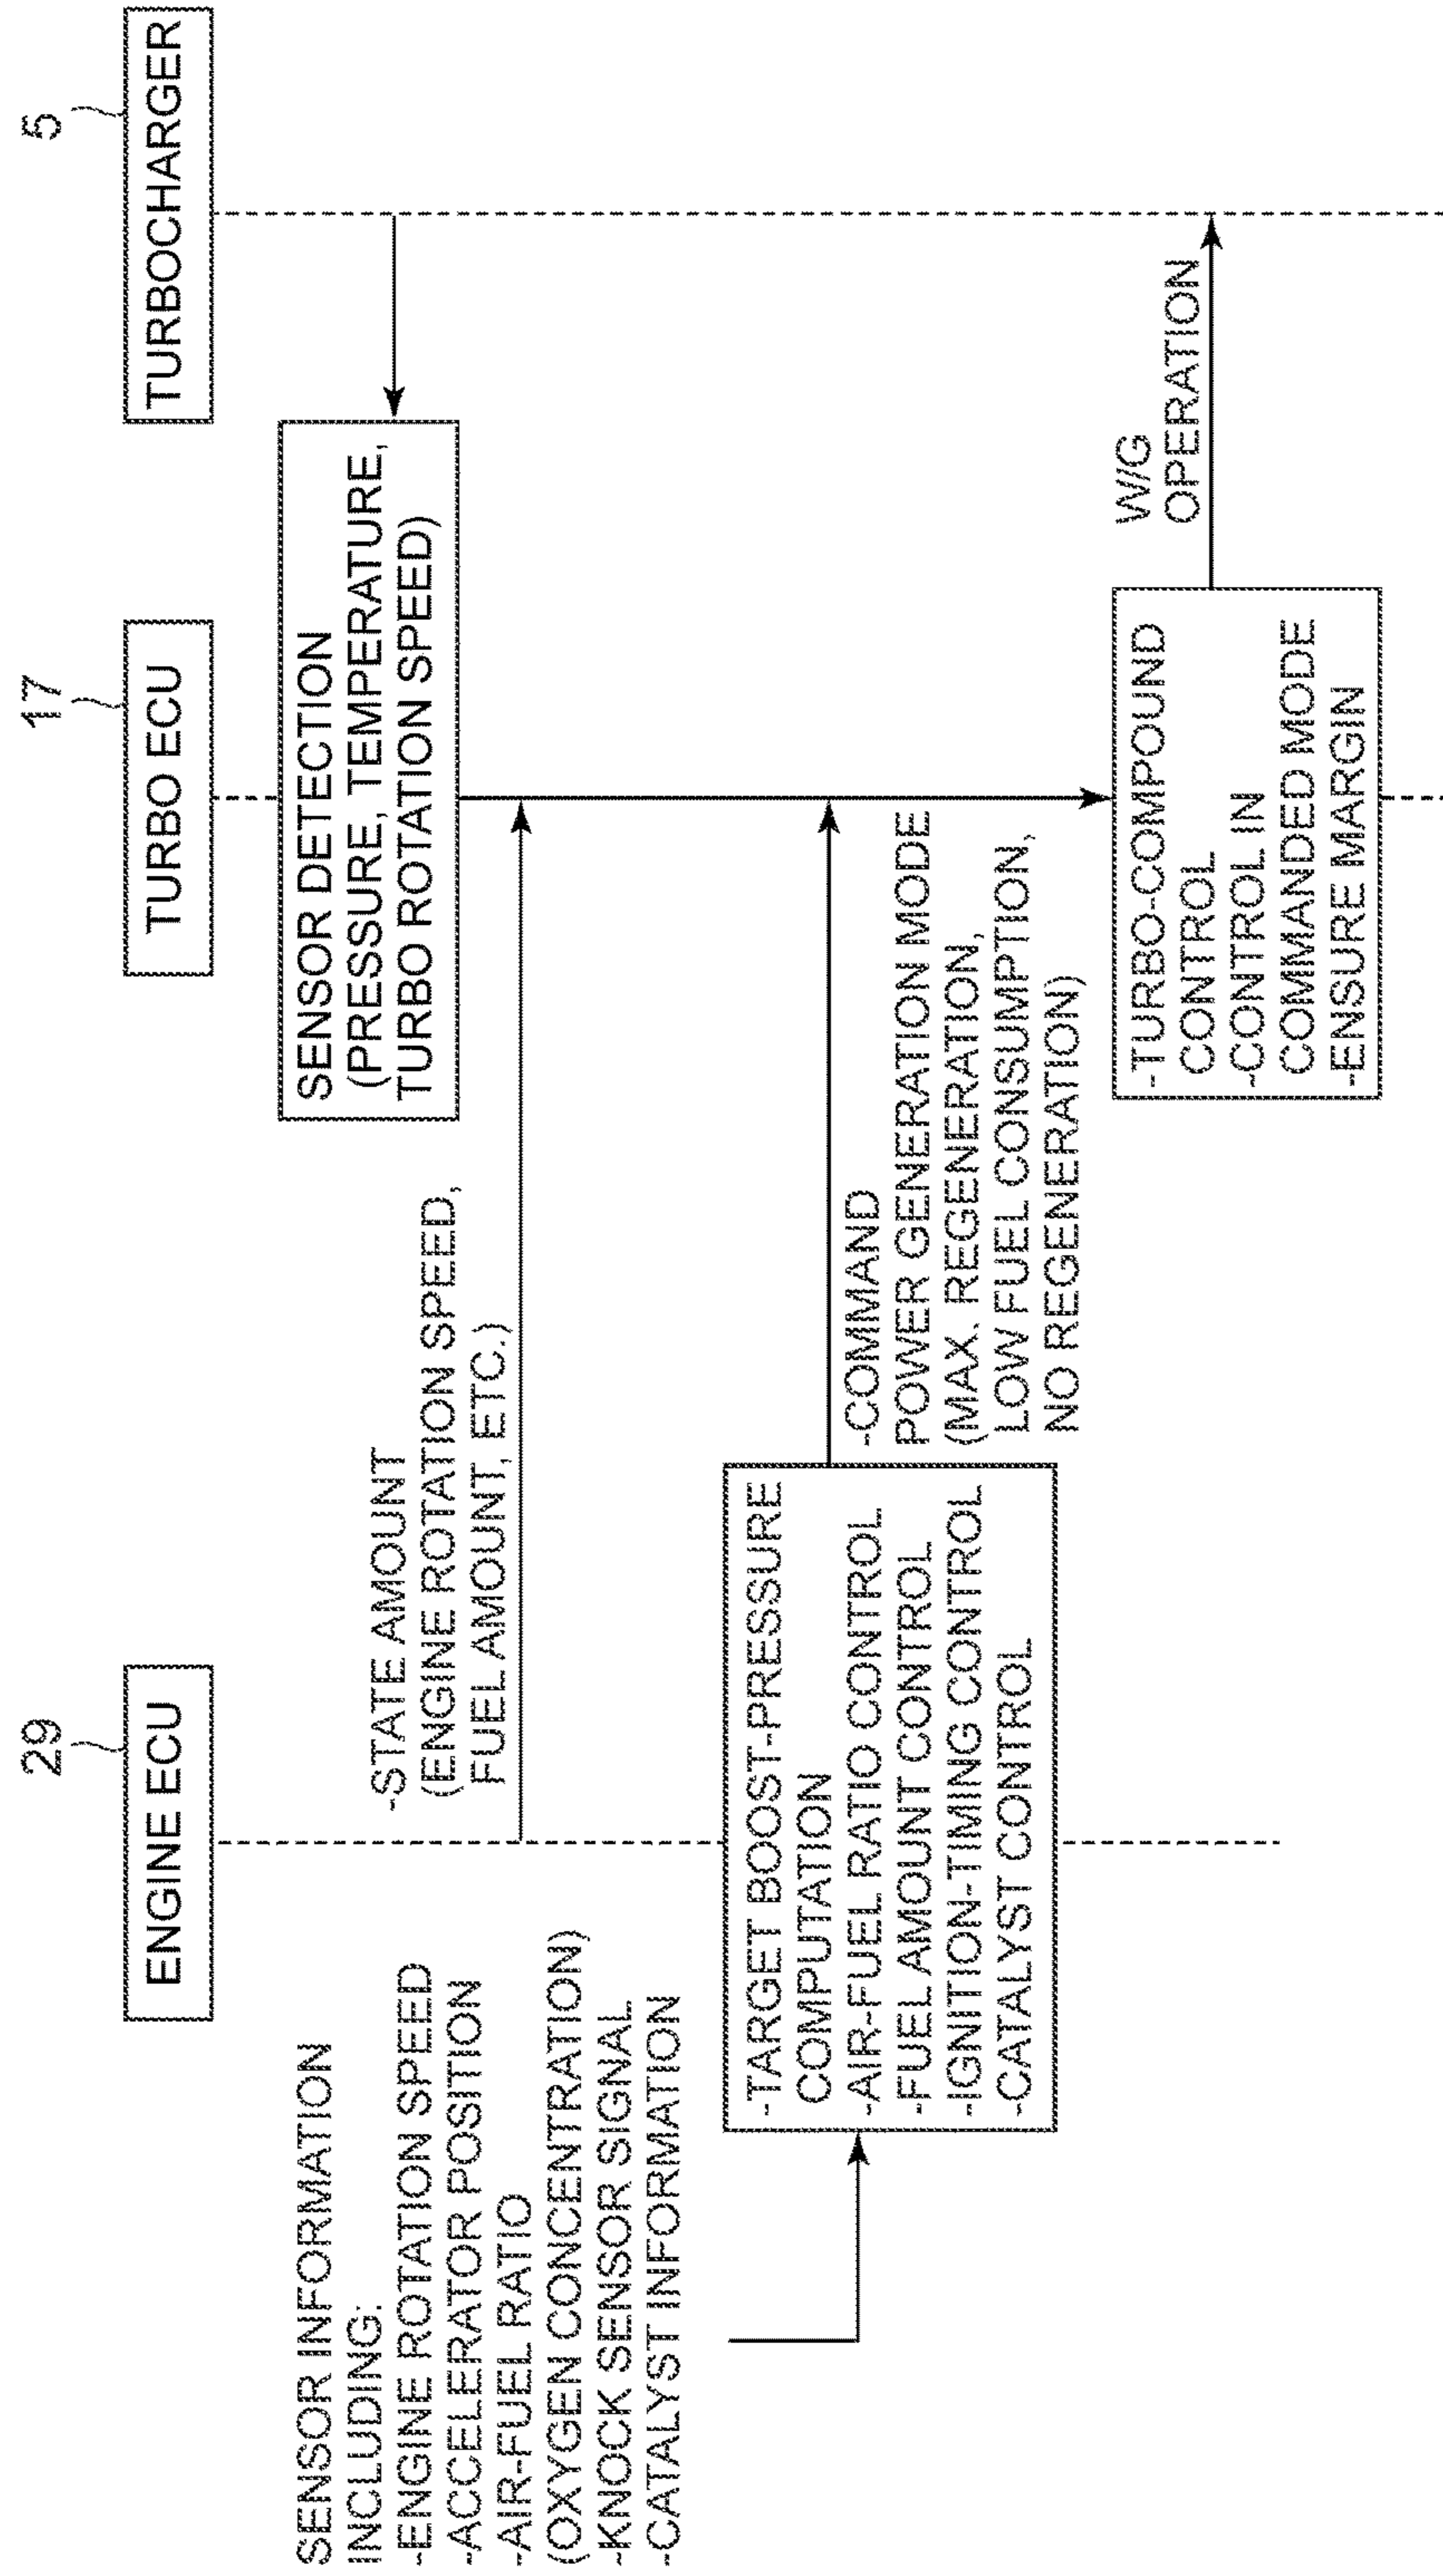 29
ENGINE ECU
17
TURBO ECU
5
TURBOCHARGER
SENSOR INFORMATION
INCLUDING:
-ENGINE ROTATION SPEED
-ACCELERATOR POSITION
-AIR-FUEL RATIO
(OXYGEN CONCENTRATION)
-KNOCK SENSOR SIGNAL
-CATALYST INFORMATION
SENSOR DETECTION
(PRESSURE, TEMPERATURE,
TURBO ROTATION SPEED)
-STATE AMOUNT
(ENGINE ROTATION SPEED,
FUEL AMOUNT, ETC.)
-TARGET BOOST-PRESSURE
COMPUTATION
-AIR-FUEL RATIO CONTROL
-FUEL AMOUNT CONTROL
-IGNITION-TIMING CONTROL
-CATALYST CONTROL
-COMMAND
POWER GENERATION MODE
(MAX. REGENERATION,
LOW FUEL CONSUMPTION,
NO REGENERATION)
-TURBO-COMPOUND
CONTROL
-CONTROL IN
COMMANDED MODE
-ENSURE MARGIN
W/G
OPERATION